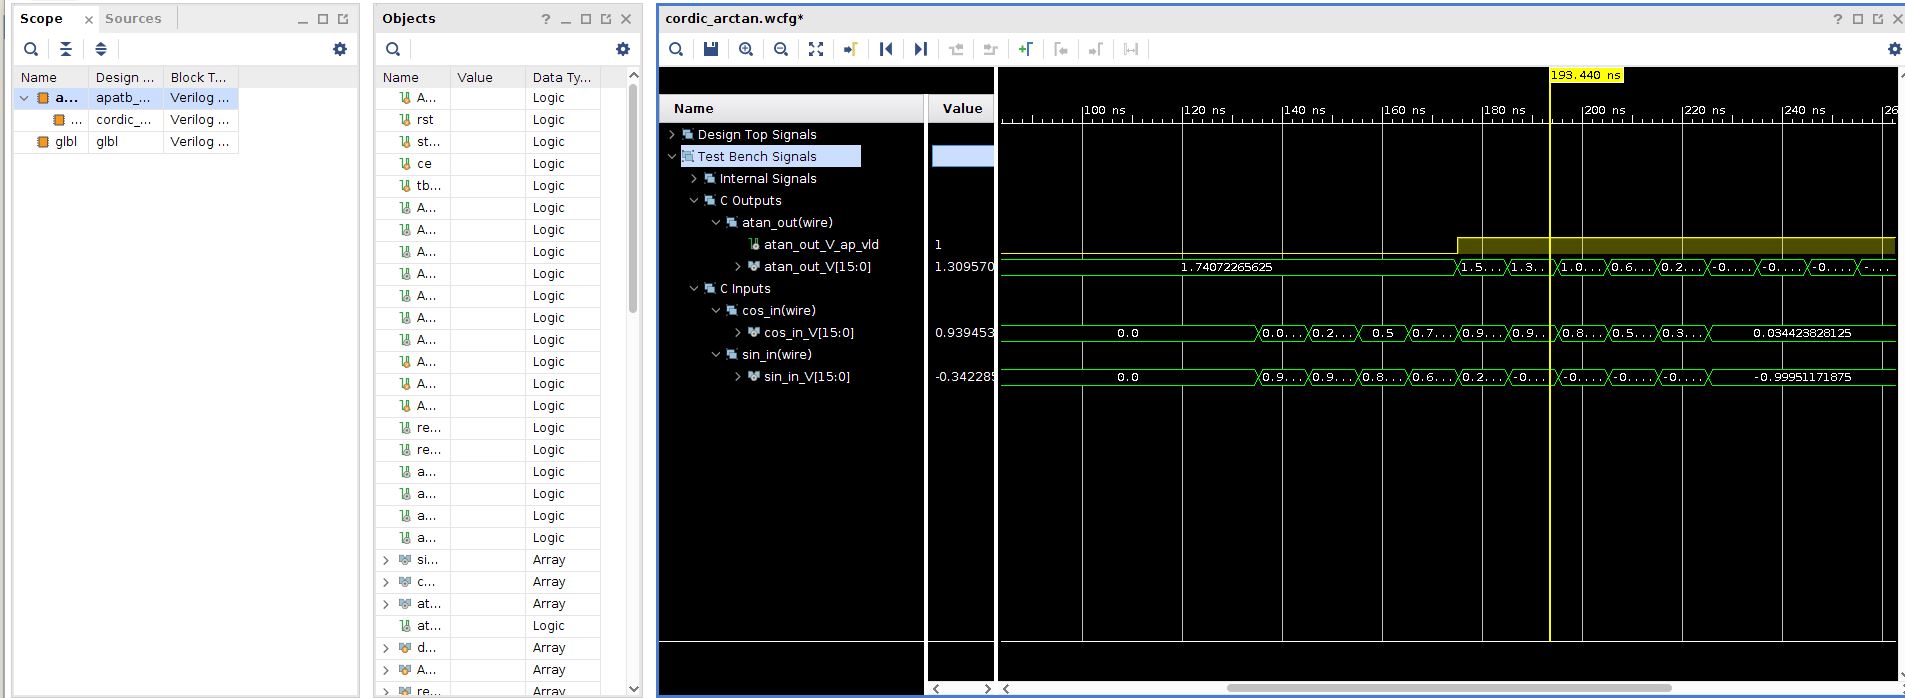 Scope Sources
Name Design ... Block T...
a... apatb_... Verilog ...
... cordic_... Verilog ...
glbl glbl Verilog ...
Objects
Name Value Data Ty...
A... Logic
rst Logic
st... Logic
ce Logic
tb... Logic
A... Logic
A... Logic
A... Logic
A... Logic
A... Logic
A... Logic
A... Logic
A... Logic
A... Logic
A... Logic
re... Logic
re... Logic
a... Logic
a... Logic
a... Logic
a... Logic
si... Array
c... Array
at... Array
at... Logic
d... Array
A... Array
re... Array
cordic_arctan.wcfg*
193.440 ns
Name Value
100 ns 120 ns 140 ns 160 ns 180 ns 200 ns 220 ns 240 ns 26
Design Top Signals
Test Bench Signals
Internal Signals
C Outputs
atan_out(wire)
atan_out_V_ap_vld 1
atan_out_V[15:0] 1.309570 1.74072265625 1.5... 1.3... 1.0... 0.6... 0.2... -0.... -0.... -0.... -...
C Inputs
cos_in(wire)
cos_in_V[15:0] 0.939453 0.0 0.0... 0.2... 0.5 0.7... 0.9... 0.9... 0.8... 0.5... 0.3... 0.034423828125
sin_in(wire)
sin_in_V[15:0] -0.342285 0.0 0.9... 0.9... 0.8... 0.6... 0.2... -0.... -0.... -0.... -0.... -0.99951171875